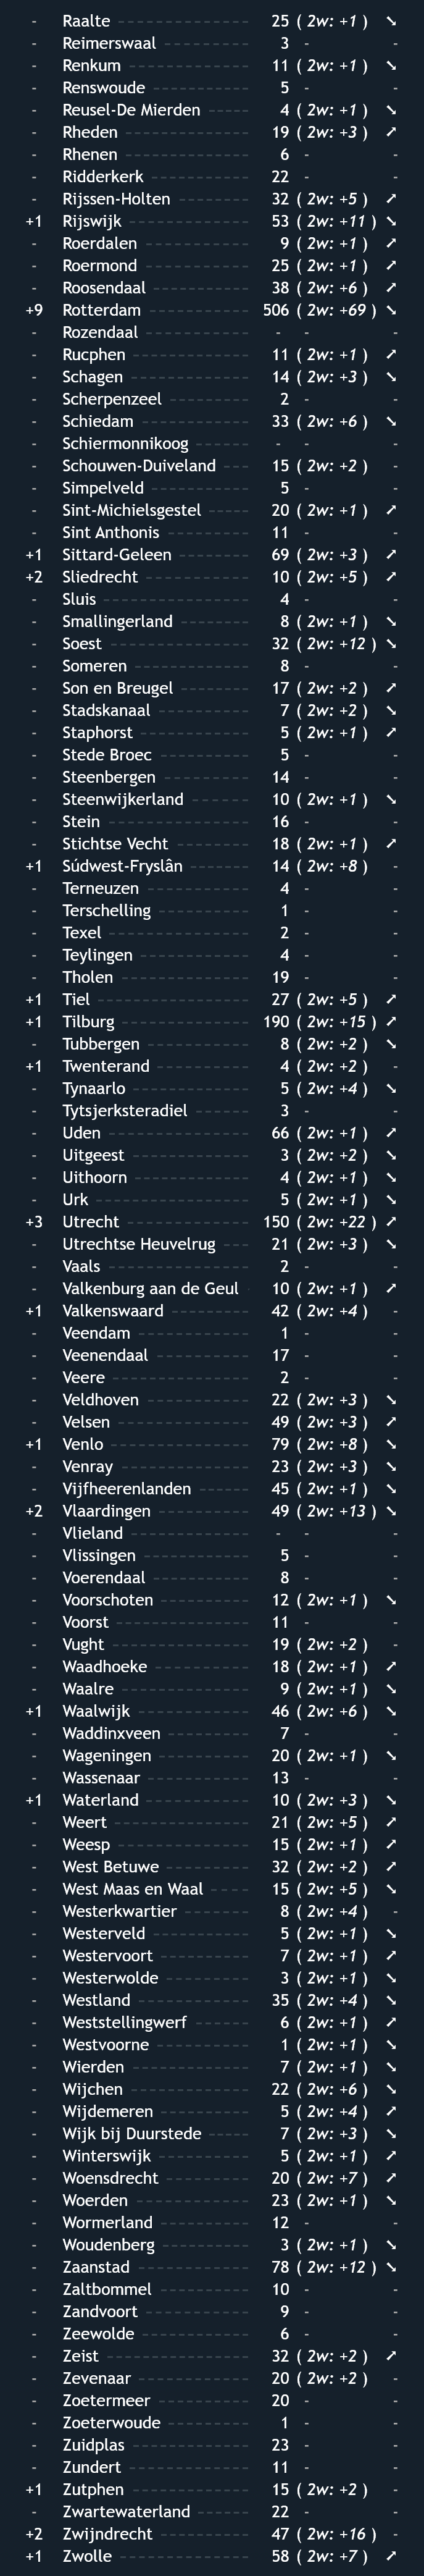 - Raalte 25 ( 2w: +1 ) ↘
- Reimerswaal 3 - -
- Renkum 11 ( 2w: +1 ) ↘
- Renswoude 5 - -
- Reusel-De Mierden 4 ( 2w: +1 ) ↘
- Rheden 19 ( 2w: +3 ) ↗
- Rhenen 6 - -
- Ridderkerk 22 - -
- Rijssen-Holten 32 ( 2w: +5 ) ↗
+1 Rijswijk 53 ( 2w: +11 ) ↘
- Roerdalen 9 ( 2w: +1 ) ↗
- Roermond 25 ( 2w: +1 ) ↗
- Roosendaal 38 ( 2w: +6 ) ↗
+9 Rotterdam 506 ( 2w: +69 ) ↘
- Rozendaal - - -
- Rucphen 11 ( 2w: +1 ) ↗
- Schagen 14 ( 2w: +3 ) ↘
- Scherpenzeel 2 - -
- Schiedam 33 ( 2w: +6 ) ↘
- Schiermonnikoog - - -
- Schouwen-Duiveland 15 ( 2w: +2 ) -
- Simpelveld 5 - -
- Sint-Michielsgestel 20 ( 2w: +1 ) ↗
- Sint Anthonis 11 - -
+1 Sittard-Geleen 69 ( 2w: +3 ) ↗
+2 Sliedrecht 10 ( 2w: +5 ) ↗
- Sluis 4 - -
- Smallingerland 8 ( 2w: +1 ) ↘
- Soest 32 ( 2w: +12 ) ↘
- Someren 8 - -
- Son en Breugel 17 ( 2w: +2 ) ↗
- Stadskanaal 7 ( 2w: +2 ) ↘
- Staphorst 5 ( 2w: +1 ) ↗
- Stede Broec 5 - -
- Steenbergen 14 - -
- Steenwijkerland 10 ( 2w: +1 ) ↘
- Stein 16 - -
- Stichtse Vecht 18 ( 2w: +1 ) ↗
+1 Súdwest-Fryslân 14 ( 2w: +8 ) -
- Terneuzen 4 - -
- Terschelling 1 - -
- Texel 2 - -
- Teylingen 4 - -
- Tholen 19 - -
+1 Tiel 27 ( 2w: +5 ) ↗
+1 Tilburg 190 ( 2w: +15 ) ↗
- Tubbergen 8 ( 2w: +2 ) ↘
+1 Twenterand 4 ( 2w: +2 ) -
- Tynaarlo 5 ( 2w: +4 ) ↘
- Tytsjerksteradiel 3 - -
- Uden 66 ( 2w: +1 ) ↗
- Uitgeest 3 ( 2w: +2 ) ↘
- Uithoorn 4 ( 2w: +1 ) ↘
- Urk 5 ( 2w: +1 ) ↘
+3 Utrecht 150 ( 2w: +22 ) ↗
- Utrechtse Heuvelrug 21 ( 2w: +3 ) ↘
- Vaals 2 - -
- Valkenburg aan de Geul 10 ( 2w: +1 ) ↗
+1 Valkenswaard 42 ( 2w: +4 ) -
- Veendam 1 - -
- Veenendaal 17 - -
- Veere 2 - -
- Veldhoven 22 ( 2w: +3 ) ↘
- Velsen 49 ( 2w: +3 ) ↗
+1 Venlo 79 ( 2w: +8 ) ↘
- Venray 23 ( 2w: +3 ) ↘
- Vijfheerenlanden 45 ( 2w: +1 ) ↘
+2 Vlaardingen 49 ( 2w: +13 ) ↘
- Vlieland - - -
- Vlissingen 5 - -
- Voerendaal 8 - -
- Voorschoten 12 ( 2w: +1 ) ↘
- Voorst 11 - -
- Vught 19 ( 2w: +2 ) -
- Waadhoeke 18 ( 2w: +1 ) ↗
- Waalre 9 ( 2w: +1 ) ↘
+1 Waalwijk 46 ( 2w: +6 ) ↘
- Waddinxveen 7 - -
- Wageningen 20 ( 2w: +1 ) ↘
- Wassenaar 13 - -
+1 Waterland 10 ( 2w: +3 ) ↘
- Weert 21 ( 2w: +5 ) ↗
- Weesp 15 ( 2w: +1 ) ↗
- West Betuwe 32 ( 2w: +2 ) ↗
- West Maas en Waal 15 ( 2w: +5 ) ↘
- Westerkwartier 8 ( 2w: +4 ) -
- Westerveld 5 ( 2w: +1 ) ↘
- Westervoort 7 ( 2w: +1 ) ↗
- Westerwolde 3 ( 2w: +1 ) ↘
- Westland 35 ( 2w: +4 ) ↘
- Weststellingwerf 6 ( 2w: +1 ) ↗
- Westvoorne 1 ( 2w: +1 ) ↘
- Wierden 7 ( 2w: +1 ) ↘
- Wijchen 22 ( 2w: +6 ) ↘
- Wijdemeren 5 ( 2w: +4 ) ↗
- Wijk bij Duurstede 7 ( 2w: +3 ) ↘
- Winterswijk 5 ( 2w: +1 ) ↗
- Woensdrecht 20 ( 2w: +7 ) ↗
- Woerden 23 ( 2w: +1 ) ↘
- Wormerland 12 - -
- Woudenberg 3 ( 2w: +1 ) ↘
- Zaanstad 78 ( 2w: +12 ) ↘
- Zaltbommel 10 - -
- Zandvoort 9 - -
- Zeewolde 6 - -
- Zeist 32 ( 2w: +2 ) ↗
- Zevenaar 20 ( 2w: +2 ) -
- Zoetermeer 20 - -
- Zoeterwoude 1 - -
- Zuidplas 23 - -
- Zundert 11 - -
+1 Zutphen 15 ( 2w: +2 ) -
- Zwartewaterland 22 - -
+2 Zwijndrecht 47 ( 2w: +16 ) -
+1 Zwolle 58 ( 2w: +7 ) ↗